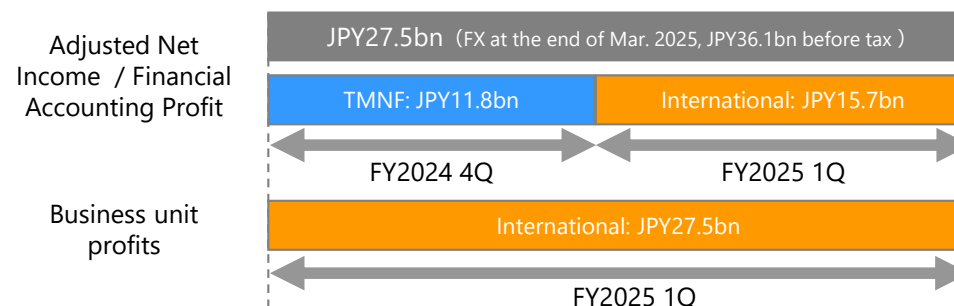 Adjusted Net
Income / Financial
Accounting Profit
JPY27.5bn（FX at the end of Mar. 2025, JPY36.1bn before tax ）
TMNF: JPY11.8bn
International: JPY15.7bn
FY2024 4Q
FY2025 1Q
Business unit
profits
International: JPY27.5bn
FY2025 1Q